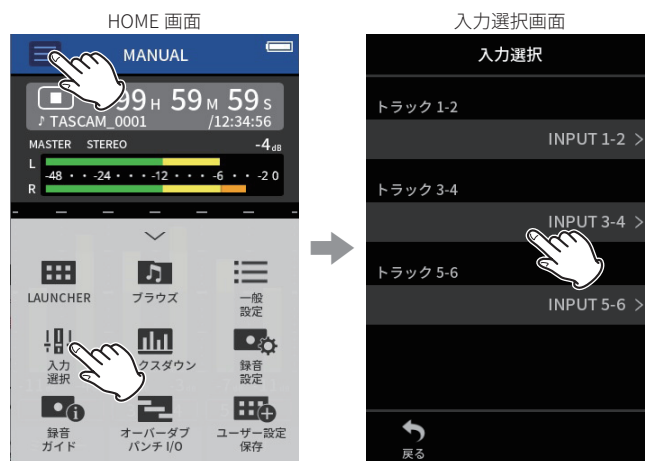 HOME 画面
入力選択画面
MANUAL
99 H 59 M 59 s
♪ TASCAM_0001 /12:34:56
MASTER STEREO -4dB
L
-48 ・ ・ -24 ・ ・ ・ -12 ・ ・ ・ -6 ・ ・ -2 0
R
LAUNCHER
ブラウズ
一般
設定
入力
選択
クスダウン
録音
設定
録音
ガイド
オーバーダブ
パンチ I/O
ユーザー設定
保存
入力選択
トラック 1-2
INPUT 1-2 >
トラック 3-4
INPUT 3-4 >
トラック 5-6
INPUT 5-6 >
戻る